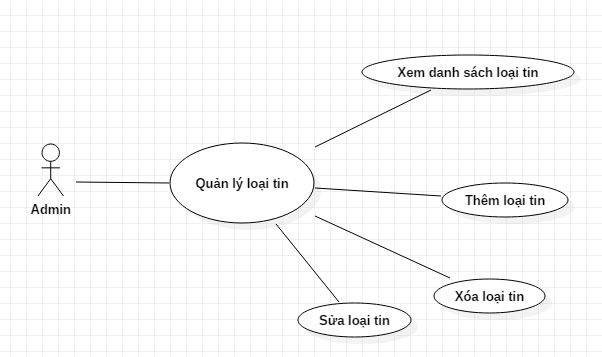 Xem danh sách loại tin
Quản lý loại tin
Admin
Thêm loại tin
Xóa loại tin
Sửa loại tin